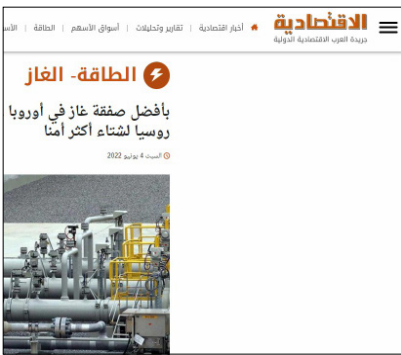 الاقتصادية
جريدة العرب الاقتصادية الدولية
أخبار اقتصادية | تقارير وتحليلات | أسواق الأسهم | الطاقة |
الطاقة- الغاز
بأفضل صفقة غاز في أوروبا
روسيا لشتاء أكثر أمنا
السبت 4 يونيو 2022